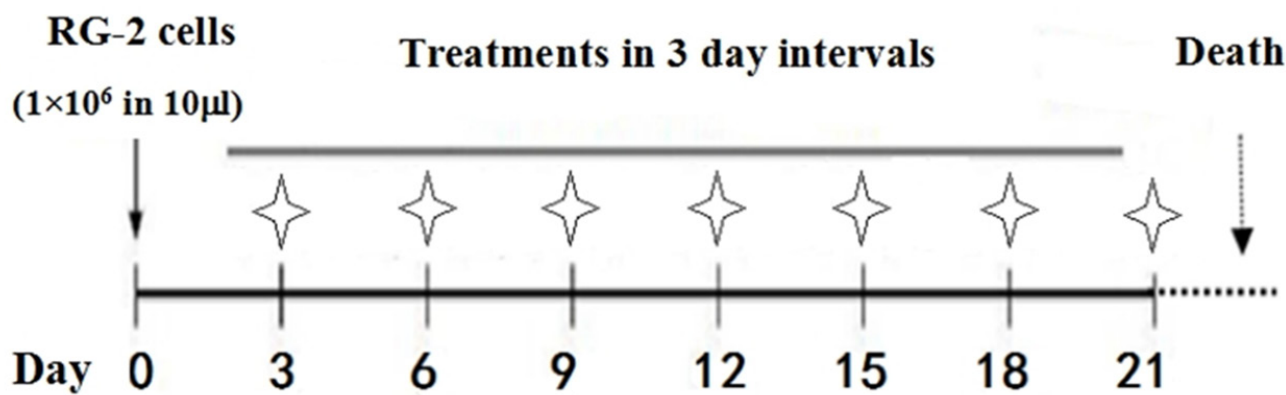 RG-2 cells
(1×10⁶ in 10μl)
Treatments in 3 day intervals
Death
Day 0 3 6 9 12 15 18 21